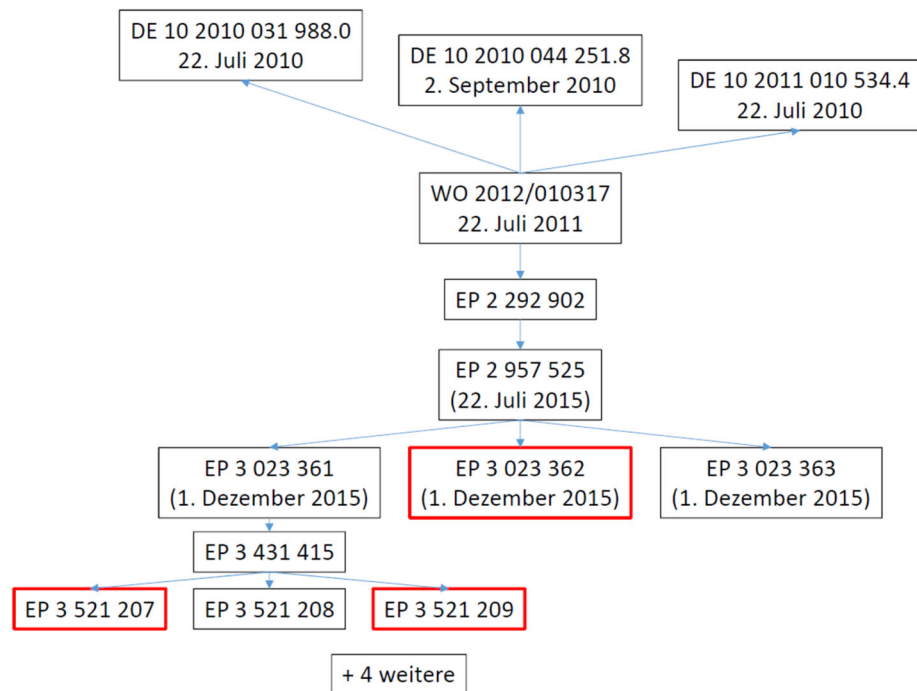 DE 10 2010 031 988.0
22. Juli 2010
DE 10 2010 044 251.8
2. September 2010
DE 10 2011 010 534.4
22. Juli 2010
WO 2012/010317
22. Juli 2011
EP 2 292 902
EP 2 957 525
(22. Juli 2015)
EP 3 023 361
(1. Dezember 2015)
EP 3 023 362
(1. Dezember 2015)
EP 3 023 363
(1. Dezember 2015)
EP 3 431 415
EP 3 521 207
EP 3 521 208
EP 3 521 209
+ 4 weitere